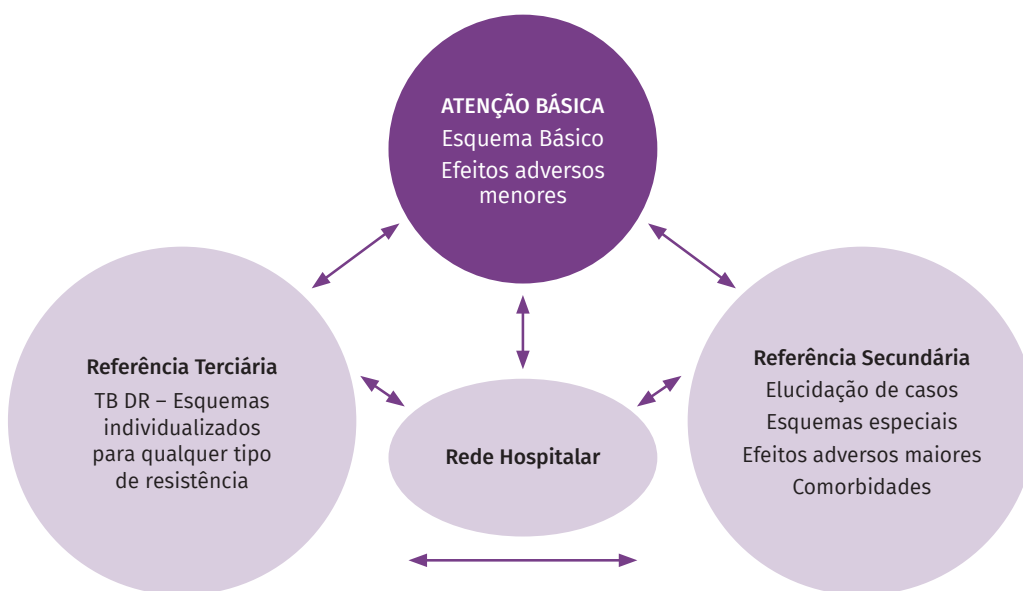 ATENÇÃO BÁSICA
Esquema Básico
Efeitos adversos
menores
Referência Terciária
TB DR – Esquemas
individualizados
para qualquer tipo
de resistência
Rede Hospitalar
Referência Secundária
Elucidação de casos
Esquemas especiais
Efeitos adversos maiores
Comorbidades